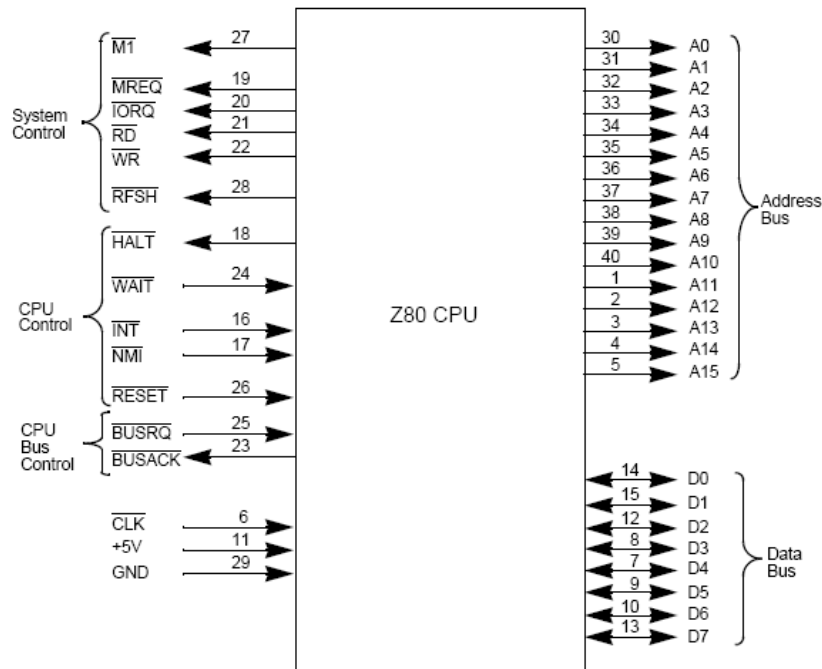 M1 27
MREQ 19
IORQ 20
RD 21
WR 22
RFSH 28
System
Control
HALT 18
WAIT 24
INT 16
NMI 17
RESET 26
CPU
Control
BUSRQ 25
BUSACK 23
CPU
Bus
Control
CLK 6
+5V 11
GND 29
Z80 CPU
30 A0
31 A1
32 A2
33 A3
34 A4
35 A5
36 A6
37 A7
38 A8
39 A9
40 A10
1 A11
2 A12
3 A13
4 A14
5 A15
Address
Bus
14 D0
15 D1
12 D2
8 D3
7 D4
9 D5
10 D6
13 D7
Data
Bus